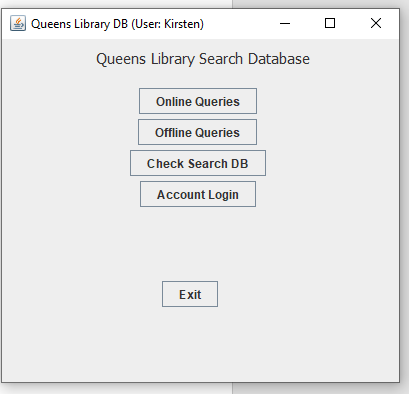 Queens Library DB (User: Kirsten)
Queens Library Search Database
Online Queries
Offline Queries
Check Search DB
Account Login
Exit